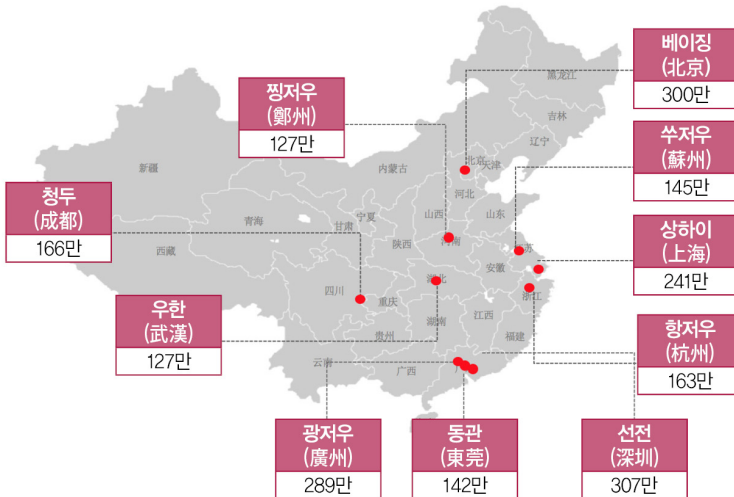 베이징
(北京)
300만
찡저우
(鄭州)
127만
쑤저우
(蘇州)
145만
청두
(成都)
166만
상하이
(上海)
241만
우한
(武漢)
127만
항저우
(杭州)
163만
광저우
(廣州)
289만
동관
(東莞)
142만
선전
(深圳)
307만
黑龙江
吉林
辽宁
新疆
内蒙古
北京
天津
河北
山西
山东
宁夏
青海
甘肃
陕西
河南
西藏
安徽
四川
重庆
湖北
浙江
湖南
江西
贵州
福建
云南
广西